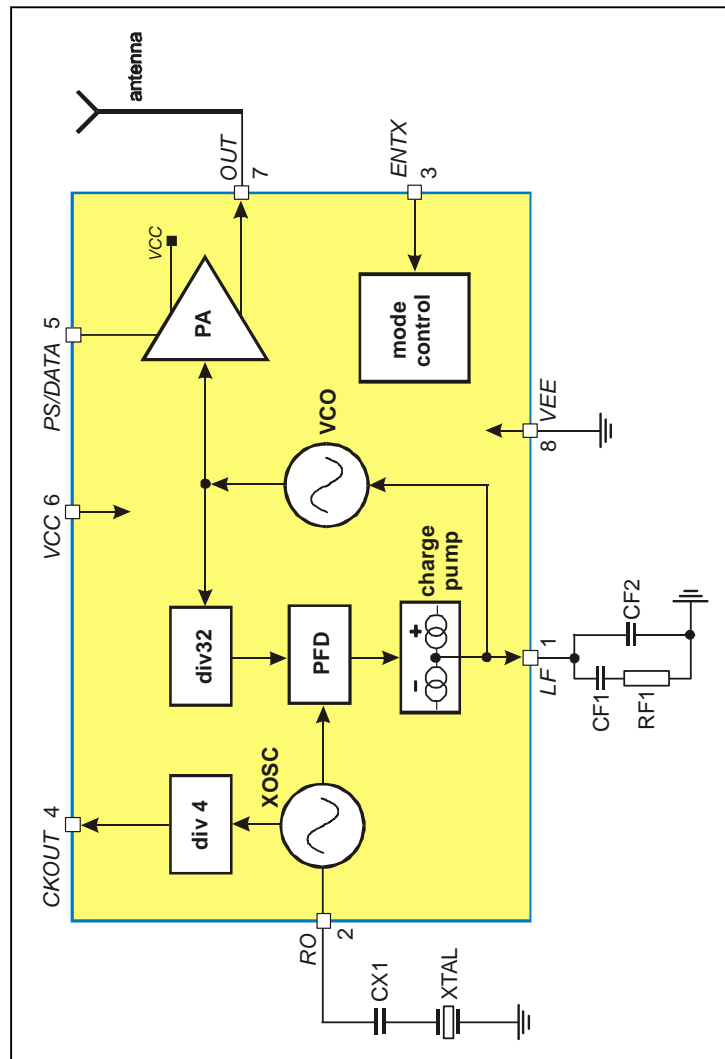 antenna
OUT
7
ENTX
3
VCC
PA
PS/DATA 5
mode
control
VCO
VEE
8
VCC 6
charge
pump
div32
PFD
+
−
LF 1
CF2
CF1
RF1
XOSC
CKOUT 4
div 4
RO
2
CX1
XTAL